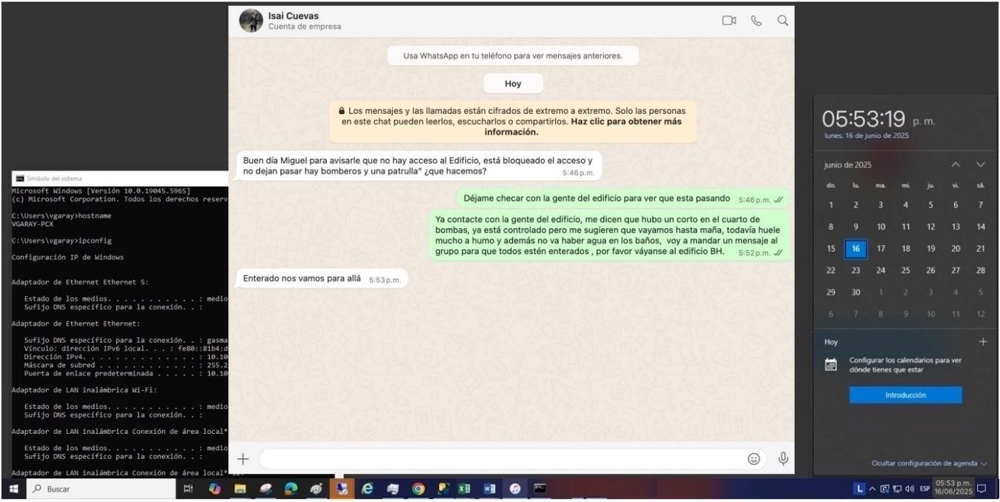 Isai Cuevas
Cuenta de empresa
Usa WhatsApp en tu teléfono para ver mensajes anteriores.
Hoy
Los mensajes y las llamadas están cifrados de extremo a extremo. Solo las personas
en este chat pueden leerlos, escucharlos o compartirlos. Haz clic para obtener más
información.
Buen día Miguel para avisarle que no hay acceso al Edificio, está bloqueado el acceso y
no dejan pasar hay bomberos y una patrulla" ¿que hacemos?
5:46 p.m.
Déjame checar con la gente del edificio para ver que esta pasando
5:46 p.m.
Ya contacte con la gente del edificio, me dicen que hubo un corto en el cuarto de
bombas, ya está controlado pero me sugieren que vayamos hasta maña, todavía huele
mucho a humo y además no va haber agua en los baños, voy a mandar un mensaje al
grupo para que todos estén enterados , por favor váyanse al edificio BH.
5:52 p.m.
Enterado nos vamos para allá
5:53 p.m.
Símbolo del sistema
Microsoft Windows [Versión 10.0.19045.5965]
(c) Microsoft Corporation. Todos los derechos reserv
C:\Users\vgaray>hostname
VGARAY-PCX
C:\Users\vgaray>ipconfig
Configuración IP de Windows
Adaptador de Ethernet Ethernet 5:
Estado de los medios. . . . . . . . . . . : medio
Sufijo DNS específico para la conexión. . :
Adaptador de Ethernet Ethernet:
Sufijo DNS específico para la conexión. . : gasma
Vínculo: dirección IPv6 local. . . : fe80::81b4:d
Dirección IPv4. . . . . . . . . . . . . . : 10.10
Máscara de subred . . . . . . . . . . . . : 255.2
Puerta de enlace predeterminada . . . . . : 10.10
Adaptador de LAN inalámbrica Wi-Fi:
Estado de los medios. . . . . . . . . . . : medio
Sufijo DNS específico para la conexión. . :
Adaptador de LAN inalámbrica Conexión de área local*
Estado de los medios. . . . . . . . . . . : medio
Sufijo DNS específico para la conexión. . :
Adaptador de LAN inalámbrica Conexión de área local*
05:53:19 p. m.
lunes, 16 de junio de 2025
junio de 2025
do. lu. ma. mi. ju. vi. sá.
1 2 3 4 5 6 7
8 9 10 11 12 13 14
15 16 17 18 19 20 21
22 23 24 25 26 27 28
29 30 1 2 3 4 5
6 7 8 9 10 11 12
Hoy
Configurar los calendarios para ver
dónde tienes que estar
Introducción
Ocultar configuración de agenda
Buscar
L
ESP
05:53 p.m.
16/06/2025